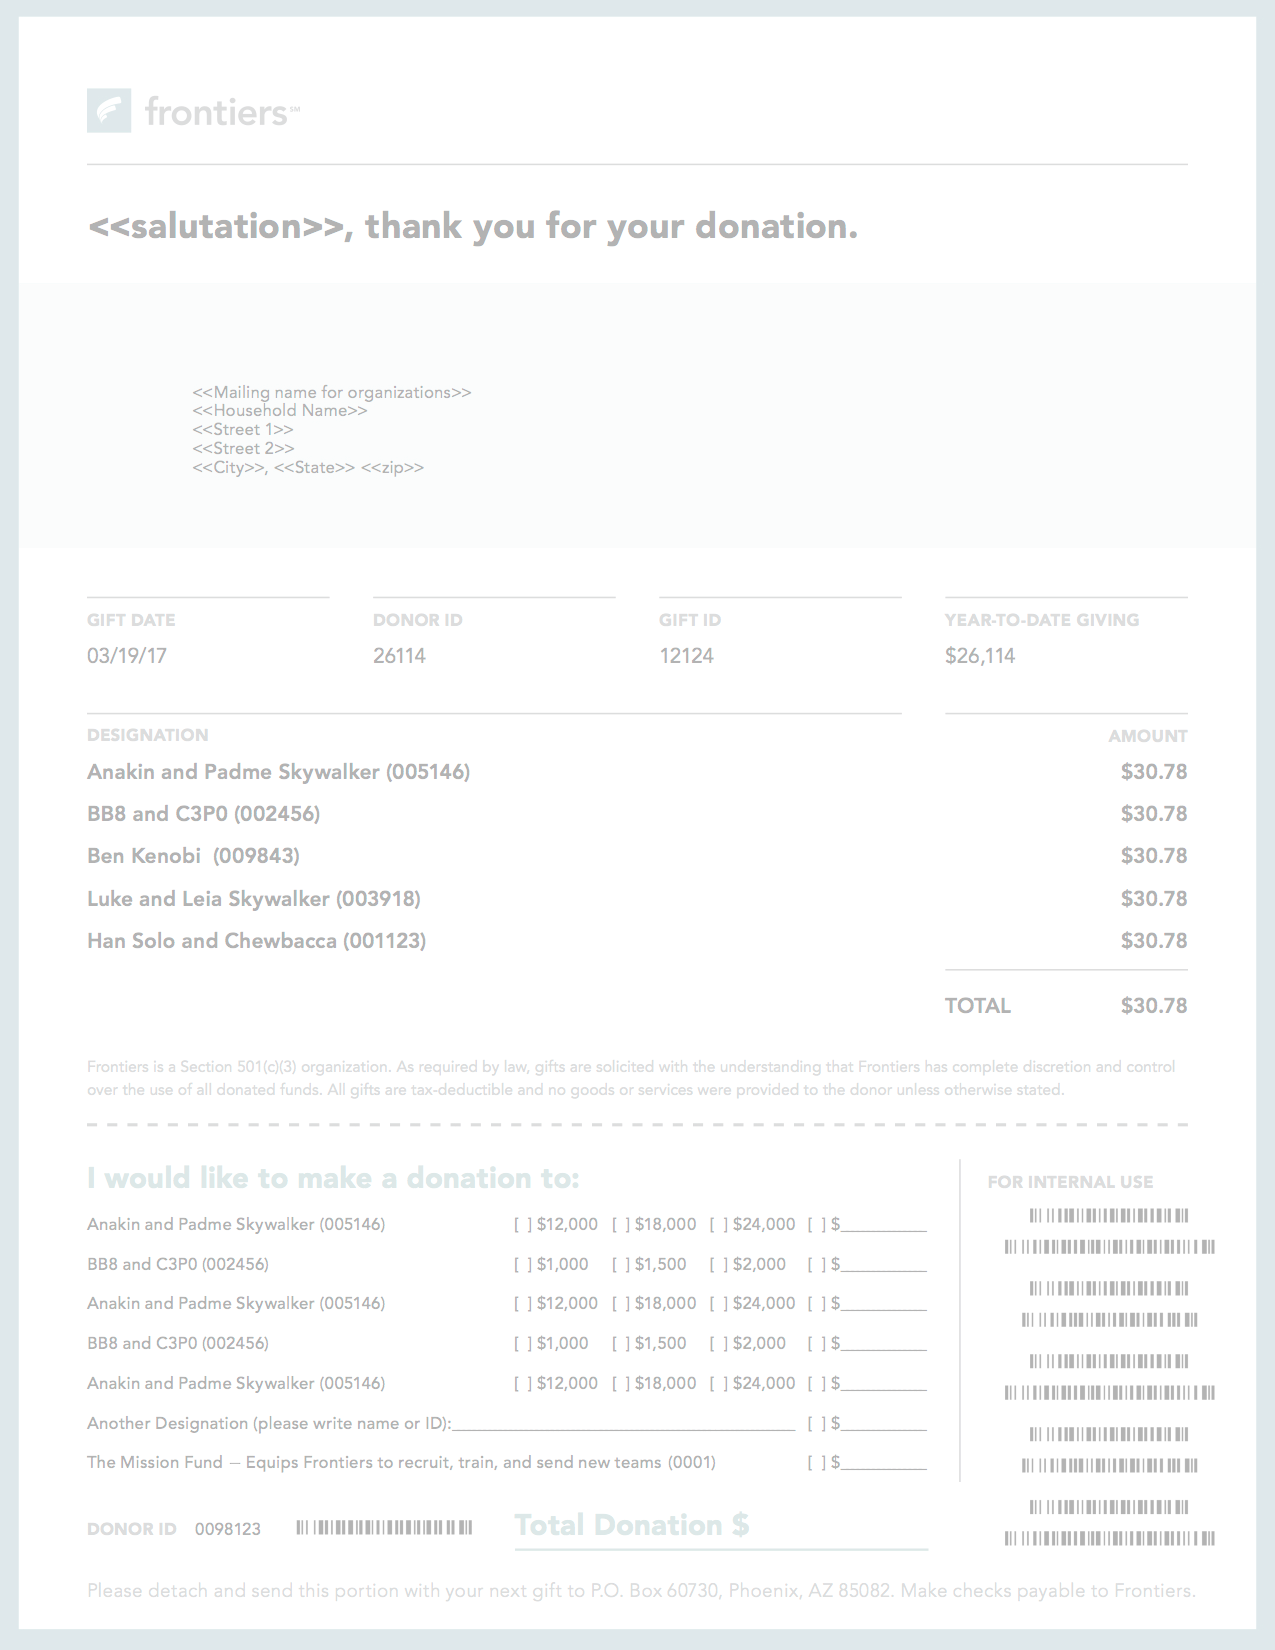 frontiers℠
<<salutation>>, thank you for your donation.
<<Mailing name for organizations>>
<<Household Name>>
<<Street 1>>
<<Street 2>>
<<City>>, <<State>> <<zip>>
GIFT DATE DONOR ID GIFT ID YEAR-TO-DATE GIVING
03/19/17 26114 12124 $26,114
DESIGNATION AMOUNT
Anakin and Padme Skywalker (005146) $30.78
BB8 and C3P0 (002456) $30.78
Ben Kenobi (009843) $30.78
Luke and Leia Skywalker (003918) $30.78
Han Solo and Chewbacca (001123) $30.78
TOTAL $30.78
Frontiers is a Section 501(c)(3) organization. As required by law, gifts are solicited with the understanding that Frontiers has complete discretion and control
over the use of all donated funds. All gifts are tax-deductible and no goods or services were provided to the donor unless otherwise stated.
I would like to make a donation to:
Anakin and Padme Skywalker (005146) [ ] $12,000 [ ] $18,000 [ ] $24,000 [ ] $__________
BB8 and C3P0 (002456) [ ] $1,000 [ ] $1,500 [ ] $2,000 [ ] $__________
Anakin and Padme Skywalker (005146) [ ] $12,000 [ ] $18,000 [ ] $24,000 [ ] $__________
BB8 and C3P0 (002456) [ ] $1,000 [ ] $1,500 [ ] $2,000 [ ] $__________
Anakin and Padme Skywalker (005146) [ ] $12,000 [ ] $18,000 [ ] $24,000 [ ] $__________
Another Designation (please write name or ID):________________________________________ [ ] $__________
The Mission Fund — Equips Frontiers to recruit, train, and send new teams (0001) [ ] $__________
FOR INTERNAL USE
DONOR ID 0098123
Total Donation $
Please detach and send this portion with your next gift to P.O. Box 60730, Phoenix, AZ 85082. Make checks payable to Frontiers.